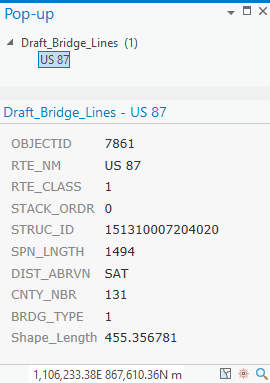 Pop-up
Draft_Bridge_Lines (1)
US 87
Draft_Bridge_Lines - US 87
OBJECTID 7861
RTE_NM US 87
RTE_CLASS 1
STACK_ORDR 0
STRUC_ID 151310007204020
SPN_LNGTH 1494
DIST_ABRVN SAT
CNTY_NBR 131
BRDG_TYPE 1
Shape_Length 455.356781
1,106,233.38E 867,610.36N m